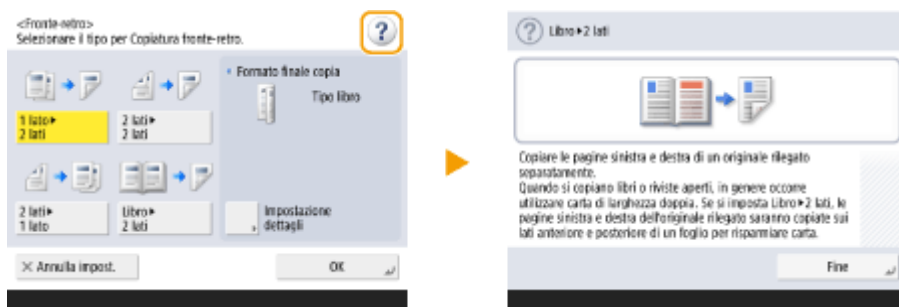 <Fronte-retro>
Selezionare il tipo per Copiatura fronte-retro.
?
• Formato finale copia
Tipo libro
1 lato▸
2 lati
2 lati▸
2 lati
2 lati▸
1 lato
Libro▸
2 lati
Impostazione
dettagli
× Annulla impost.
OK
? Libro▸2 lati
Copiare le pagine sinistra e destra di un originale rilegato
separatamente.
Quando si copiano libri o riviste aperti, in genere occorre
utilizzare carta di larghezza doppia. Se si imposta Libro▸2 lati, le
pagine sinistra e destra dell'originale rilegato saranno copiate sui
lati anteriore e posteriore di un foglio per risparmiare carta.
Fine